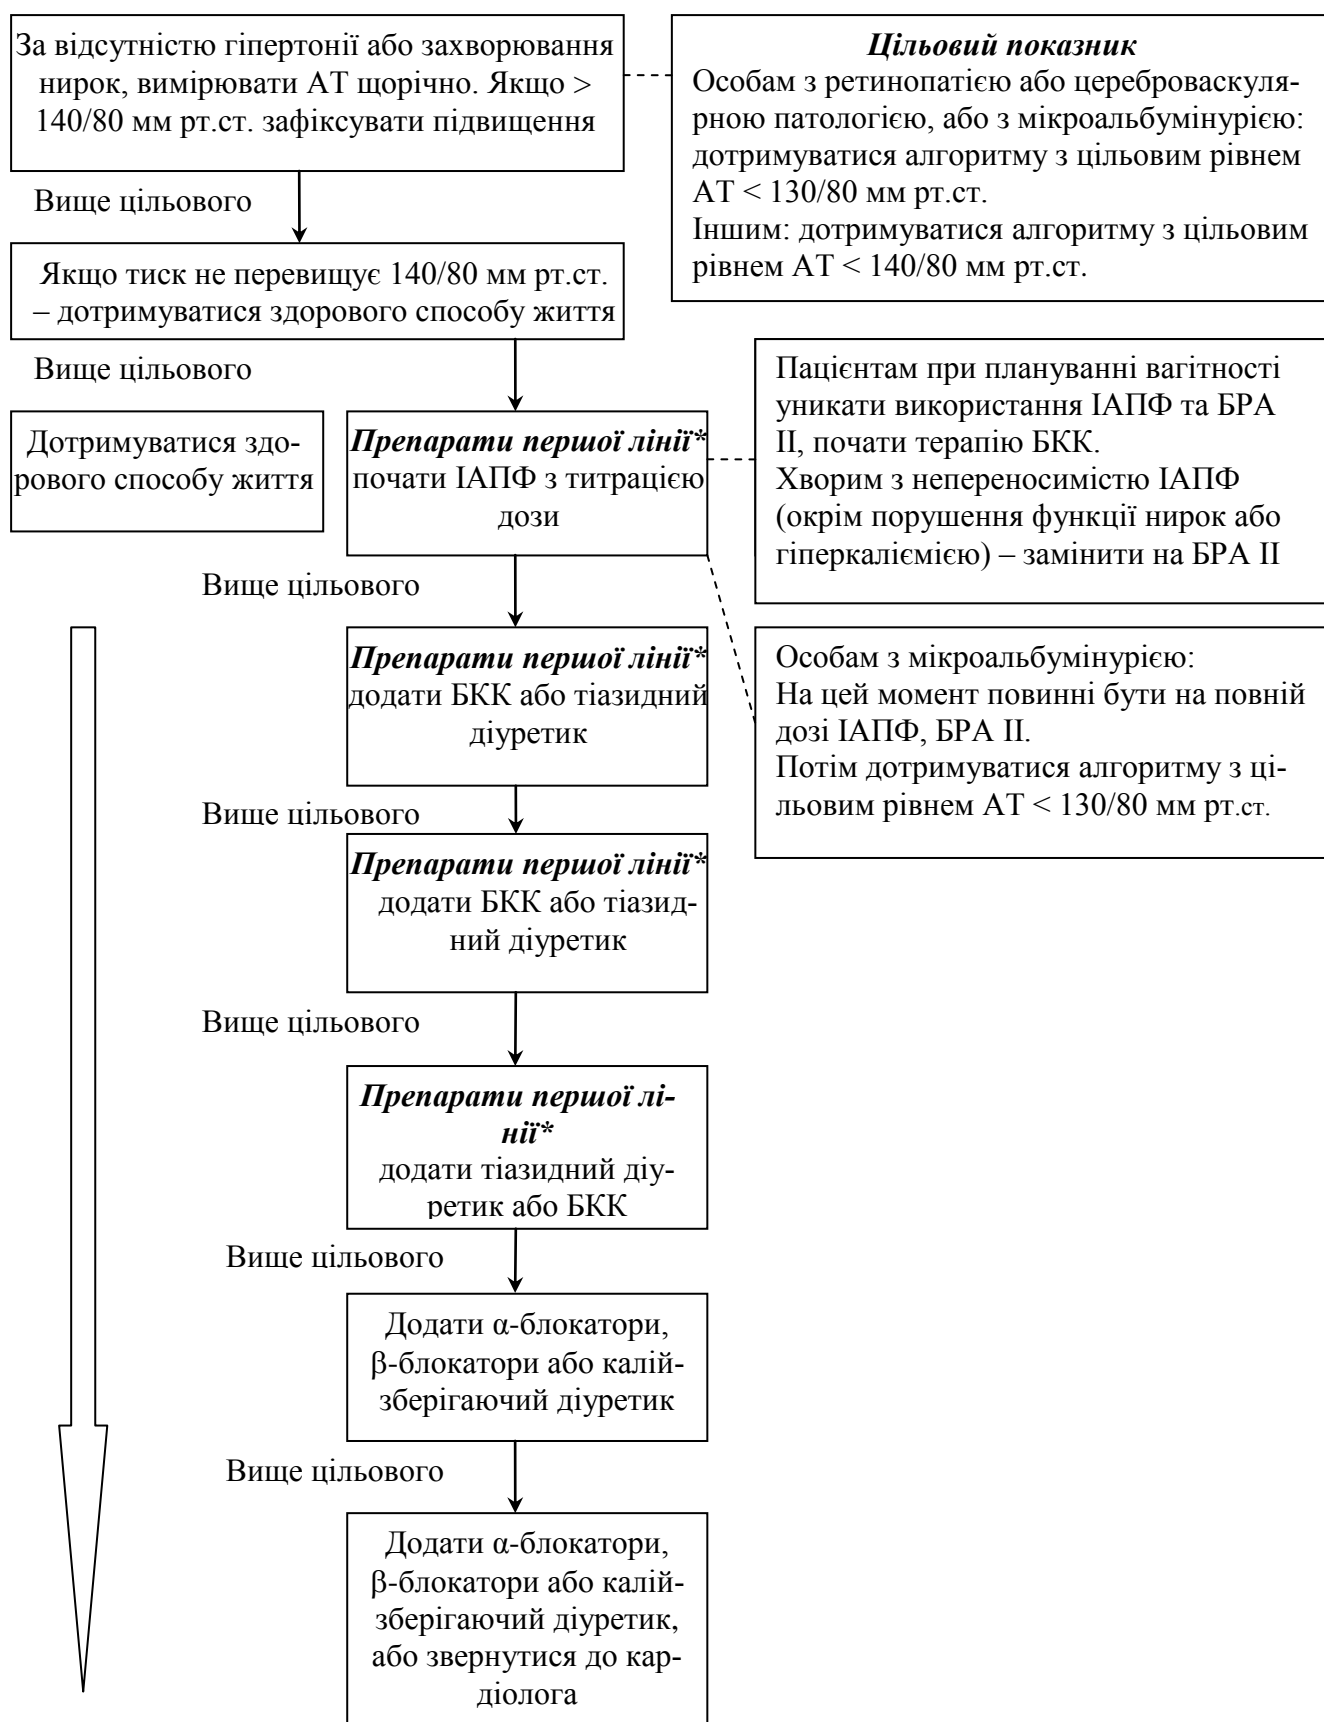 За відсутністю гіпертонії або захворювання
нирок, вимірювати АТ щорічно. Якщо >
140/80 мм рт.ст. зафіксувати підвищення
Цільовий показник
Особам з ретинопатією або цереброваскуля-
рною патологією, або з мікроальбумінурією:
дотримуватися алгоритму з цільовим рівнем
АТ < 130/80 мм рт.ст.
Іншим: дотримуватися алгоритму з цільовим
рівнем АТ < 140/80 мм рт.ст.
Вище цільового
Якщо тиск не перевищує 140/80 мм рт.ст.
– дотримуватися здорового способу життя
Вище цільового
Дотримуватися здо-
рового способу життя
Препарати першої лінії*
почати ІАПФ з титрацією
дози
Пацієнтам при плануванні вагітності
уникати використання ІАПФ та БРА
ІІ, почати терапію БКК.
Хворим з непереносимістю ІАПФ
(окрім порушення функції нирок або
гіперкаліємією) – замінити на БРА ІІ
Вище цільового
Препарати першої лінії*
додати БКК або тіазидний
діуретик
Особам з мікроальбумінурією:
На цей момент повинні бути на повній
дозі ІАПФ, БРА ІІ.
Потім дотримуватися алгоритму з ці-
льовим рівнем АТ < 130/80 мм рт.ст.
Вище цільового
Препарати першої лінії*
додати БКК або тіазид-
ний діуретик
Вище цільового
Препарати першої лі-
нії*
додати тіазидний діу-
ретик або БКК
Вище цільового
Додати α-блокатори,
β-блокатори або калій-
зберігаючий діуретик
Вище цільового
Додати α-блокатори,
β-блокатори або калій-
зберігаючий діуретик,
або звернутися до кар-
діолога